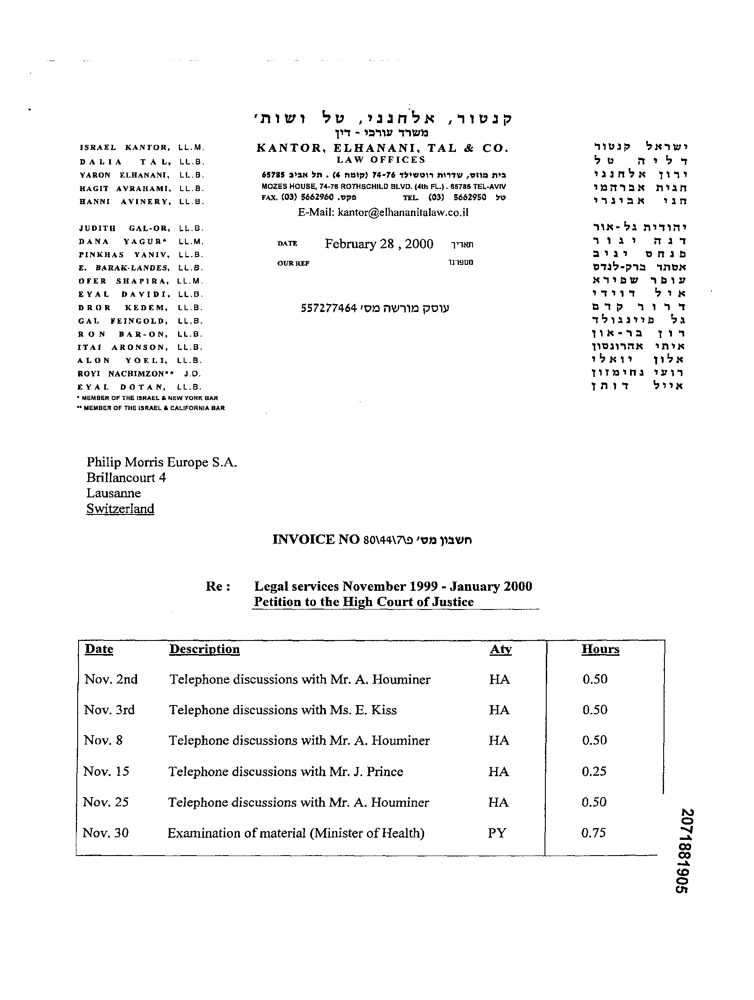 קנטור, אלחנני, טל ושות'
משרד עורכי - דין
KANTOR, ELHANANI, TAL & CO.
LAW OFFICES
בית מוזס, שדרות רוטשילד 74-76 (קומה 4) . תל אביב 65785
MOZES HOUSE, 74-76 ROTHSCHILD BLVD. (4th FL.) . 65785 TEL-AVIV
FAX. (03) 5662960 .פקס TEL. (03) 5662950 טל
E-Mail: kantor@elhananitalaw.co.il
DATE February 28 , 2000 תאריך
OUR REF מספרנו
עוסק מורשה מס' 557277464
ISRAEL KANTOR, LL.M.
DALIA TAL, LL.B.
YARON ELHANANI, LL.B.
HAGIT AVRAHAMI, LL.B.
HANNI AVINERY, LL.B.
JUDITH GAL-OR, LL.B.
DANA YAGUR* LL.M.
PINKHAS YANIV, LL.B.
E. BARAK-LANDES, LL.B.
OFER SHAPIRA, LL.M.
EYAL DAVIDI, LL.B.
DROR KEDEM, LL.B.
GAL FEINGOLD, LL.B.
RON BAR-ON, LL.B.
ITAI ARONSON, LL.B.
ALON YOELI, LL.B.
ROYI NACHIMZON** J.D.
EYAL DOTAN, LL.B.
* MEMBER OF THE ISRAEL & NEW YORK BAR
** MEMBER OF THE ISRAEL & CALIFORNIA BAR
ישראל קנטור
דליה טל
ירון אלחנני
חגית אברהמי
חני אבינרי
יהודית גל-אור
דנה יגור
פנחס יניב
אסתר ברק-לנדס
עופר שפירא
איל דוידי
דרור קדם
גל פיינגולד
רון בר-און
איתי אהרונסון
אלון יואלי
רועי נחימזון
אייל דותן
Philip Morris Europe S.A.
Brillancourt 4
Lausanne
Switzerland
INVOICE NO 80\44\7\חשבון מס' פ
Re : Legal services November 1999 - January 2000
Petition to the High Court of Justice
Date Description Aty Hours
Nov. 2nd Telephone discussions with Mr. A. Houminer HA 0.50
Nov. 3rd Telephone discussions with Ms. E. Kiss HA 0.50
Nov. 8 Telephone discussions with Mr. A. Houminer HA 0.50
Nov. 15 Telephone discussions with Mr. J. Prince HA 0.25
Nov. 25 Telephone discussions with Mr. A. Houminer HA 0.50
Nov. 30 Examination of material (Minister of Health) PY 0.75
2071881905